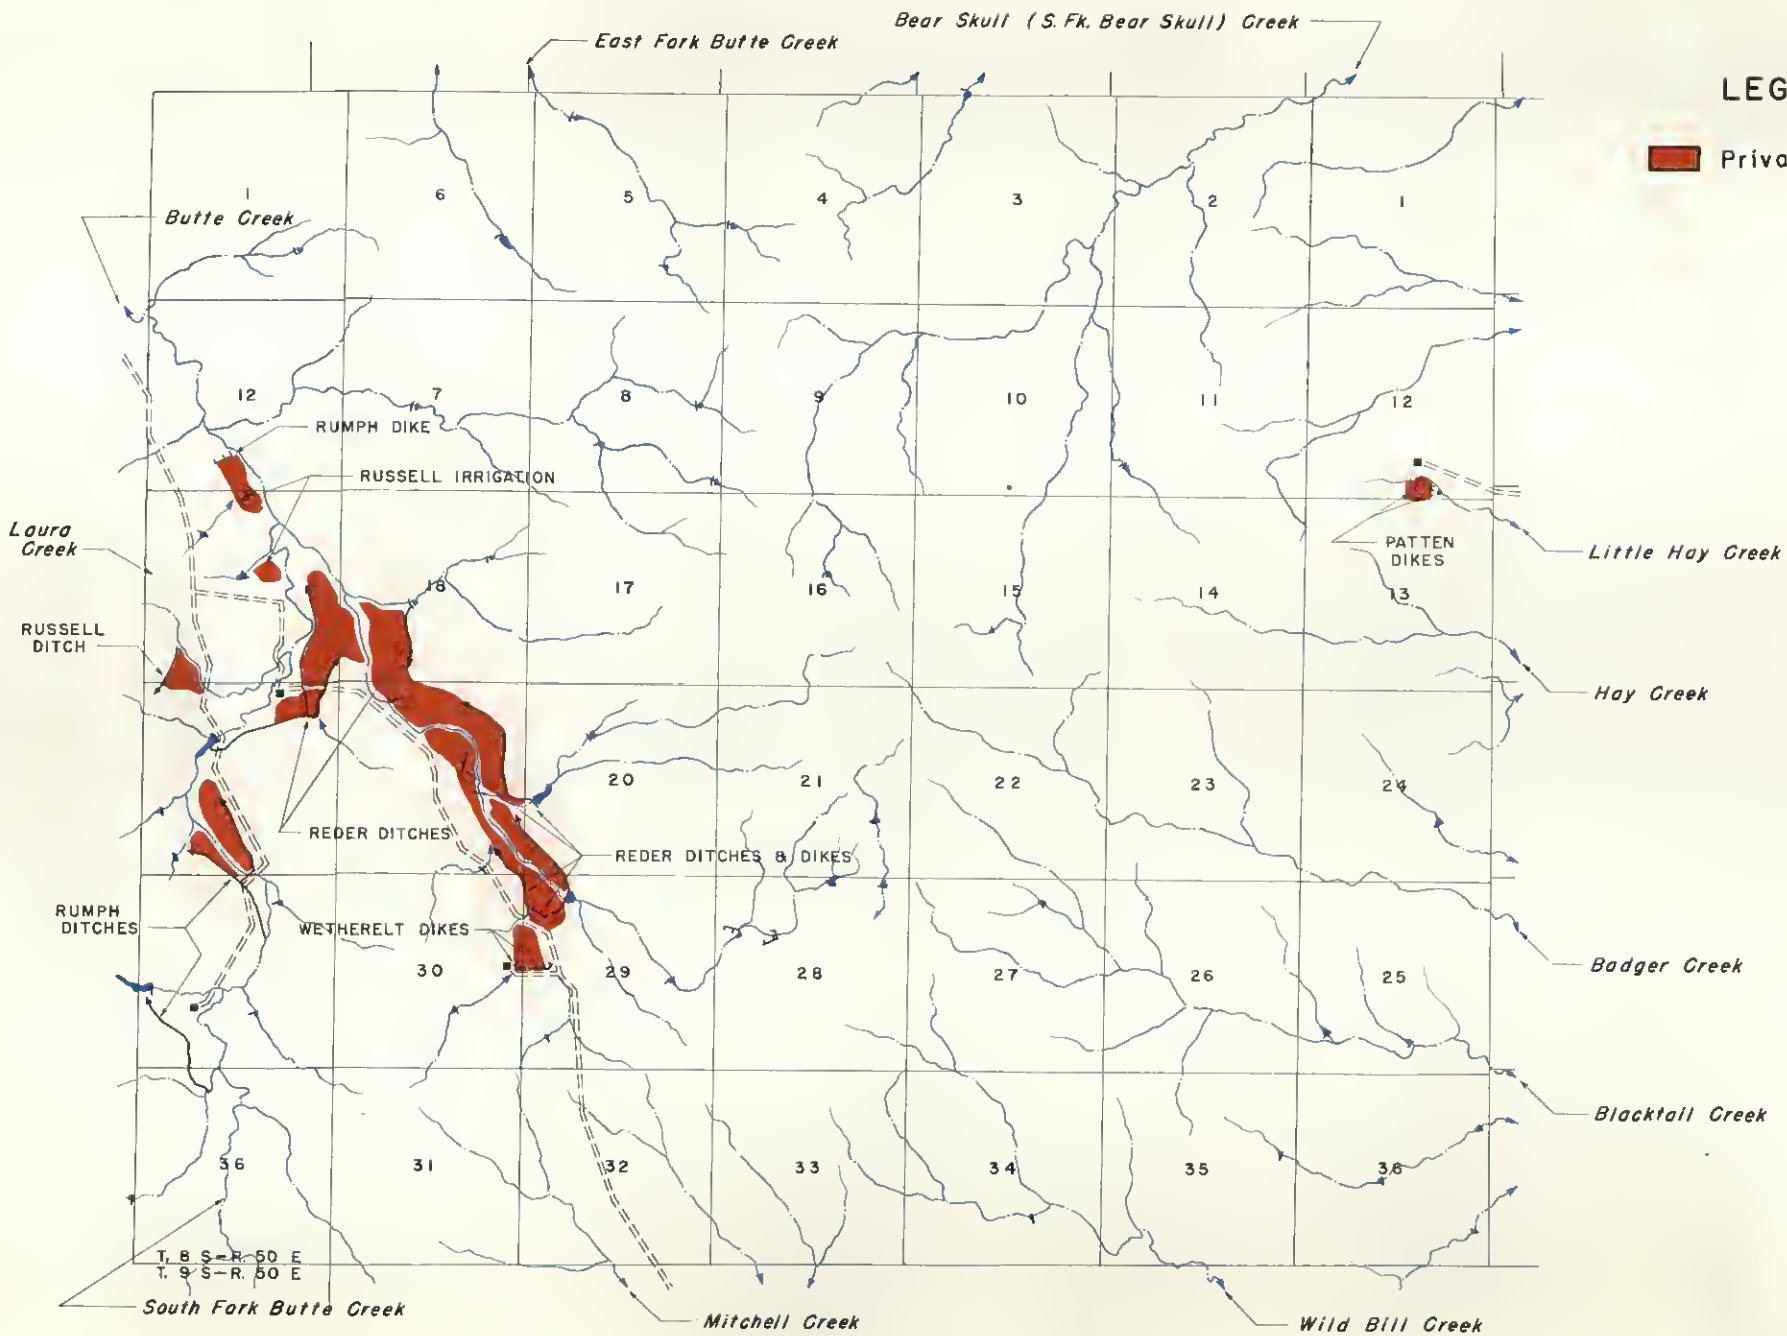 Bear Skull (S. Fk. Bear Skull) Creek
East Fork Butte Creek
LEG
Priva
1
6
5
4
3
2
1
Butte Creek
12
7
8
9
10
11
12
RUMPH DIKE
RUSSELL IRRIGATION
Laura
Creek
PATTEN
DIKES
Little Hay Creek
18
17
16
15
14
13
RUSSELL
DITCH
Hay Creek
20
21
22
23
24
REDER DITCHES
REDER DITCHES & DIKES
RUMPH
DITCHES
WETHERELT DIKES
30
29
28
27
26
25
Badger Creek
Blacktail Creek
36
31
32
33
34
35
36
T. 8 S-R. 50 E
T. 9 S-R. 50 E
South Fork Butte Creek
Mitchell Creek
Wild Bill Creek